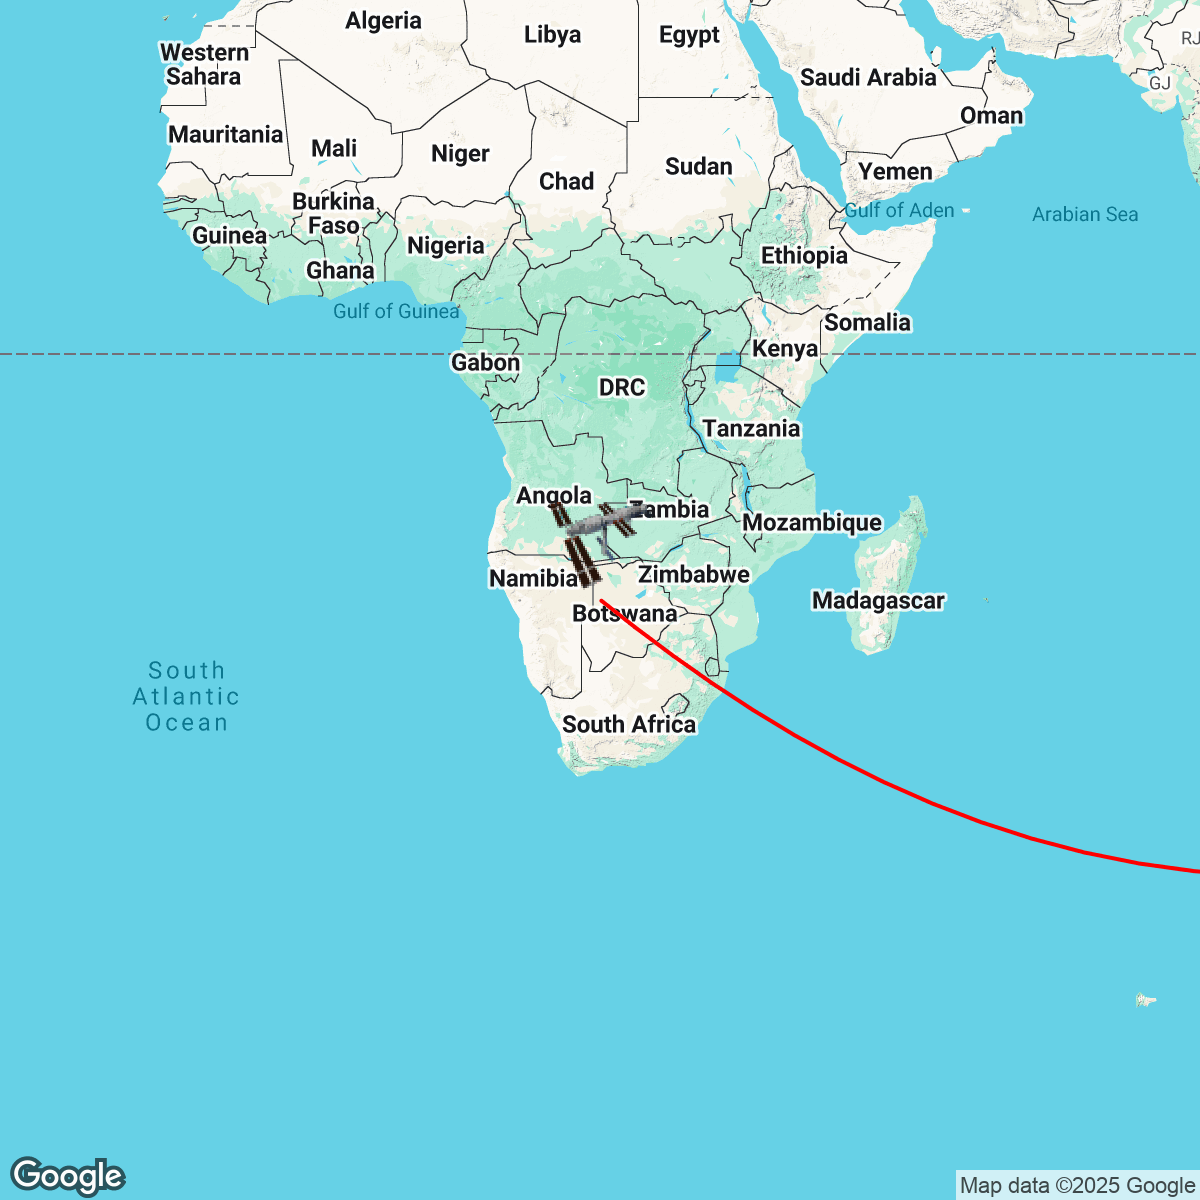 Algeria
Libya
Egypt
RJ
Western
Sahara
Saudi Arabia
GJ
Oman
Mauritania
Mali
Niger
Chad
Sudan
Yemen
Burkina
Faso
Gulf of Aden
Arabian Sea
Guinea
Nigeria
Ethiopia
Ghana
Gulf of Guinea
Somalia
Kenya
Gabon
DRC
Tanzania
Angola
Zambia
Mozambique
Namibia
Zimbabwe
Madagascar
Botswana
South
Atlantic
Ocean
South Africa
Google
Map data ©2025 Google